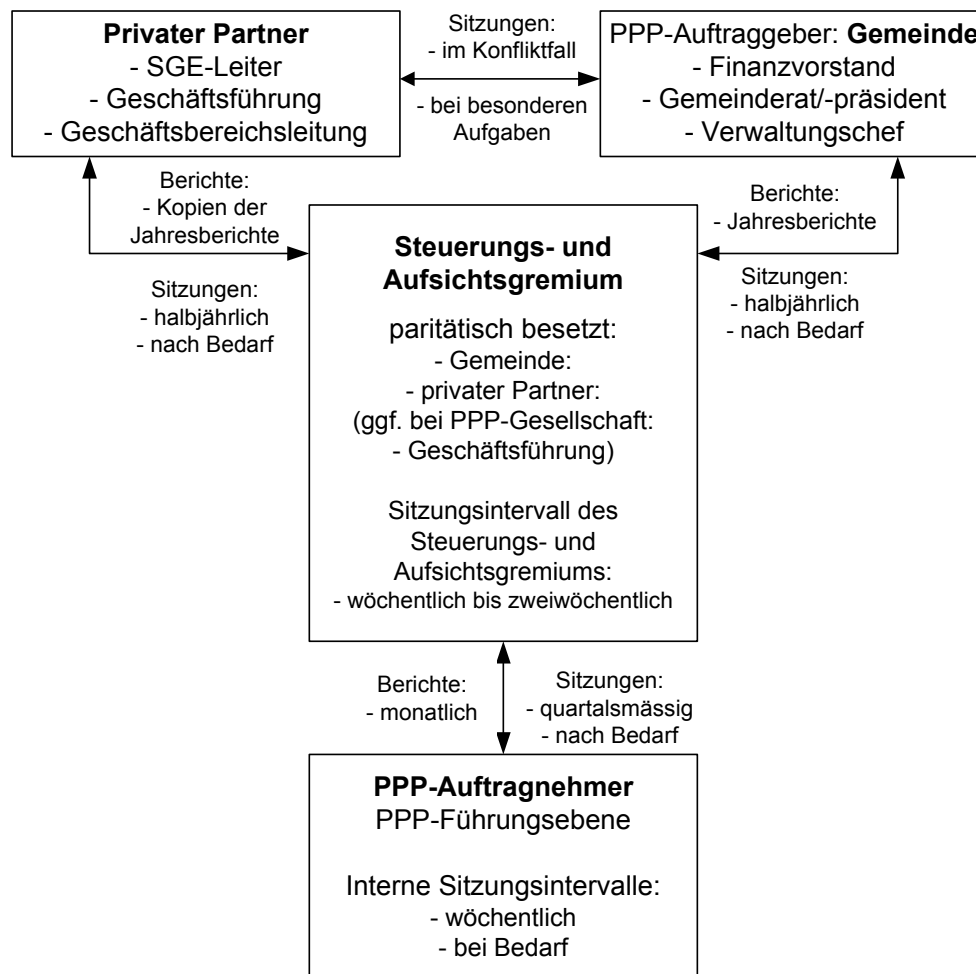 Privater Partner
- SGE-Leiter
- Geschäftsführung
- Geschäftsbereichsleitung
Sitzungen:
- im Konfliktfall
- bei besonderen
Aufgaben
PPP-Auftraggeber: Gemeinde
- Finanzvorstand
- Gemeinderat/-präsident
- Verwaltungschef
Berichte:
- Kopien der
Jahresberichte
Sitzungen:
- halbjährlich
- nach Bedarf
Steuerungs- und
Aufsichtsgremium
paritätisch besetzt:
- Gemeinde:
- privater Partner:
(ggf. bei PPP-Gesellschaft:
- Geschäftsführung)
Sitzungsintervall des
Steuerungs- und
Aufsichtsgremiums:
- wöchentlich bis zweiwöchentlich
Berichte:
- Jahresberichte
Sitzungen:
- halbjährlich
- nach Bedarf
Berichte:
- monatlich
Sitzungen:
- quartalsmässig
- nach Bedarf
PPP-Auftragnehmer
PPP-Führungsebene
Interne Sitzungsintervalle:
- wöchentlich
- bei Bedarf